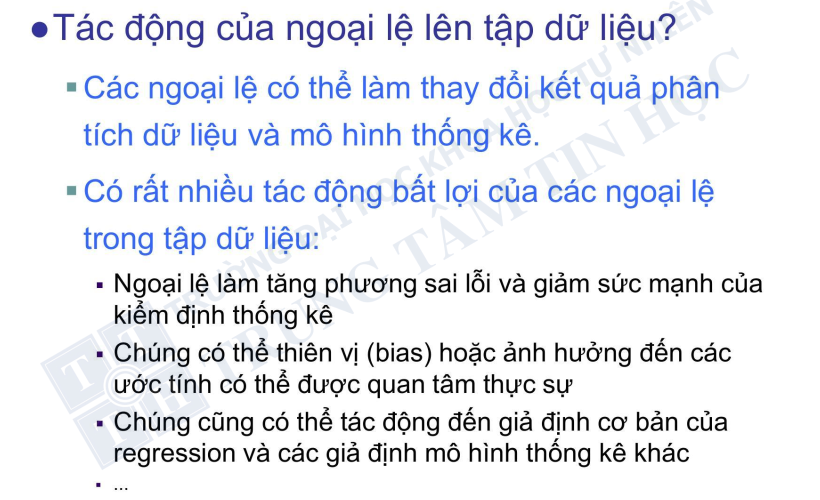 ●Tác động của ngoại lệ lên tập dữ liệu?
▪Các ngoại lệ có thể làm thay đổi kết quả phân
tích dữ liệu và mô hình thống kê.
▪Có rất nhiều tác động bất lợi của các ngoại lệ
trong tập dữ liệu:
▪ Ngoại lệ làm tăng phương sai lỗi và giảm sức mạnh của
kiểm định thống kê
▪ Chúng có thể thiên vị (bias) hoặc ảnh hưởng đến các
ước tính có thể được quan tâm thực sự
▪ Chúng cũng có thể tác động đến giả định cơ bản của
regression và các giả định mô hình thống kê khác
▪ ...
TRƯỜNG ĐẠI HỌC KHOA HỌC TỰ NHIÊN
TRUNG TÂM TIN HỌC